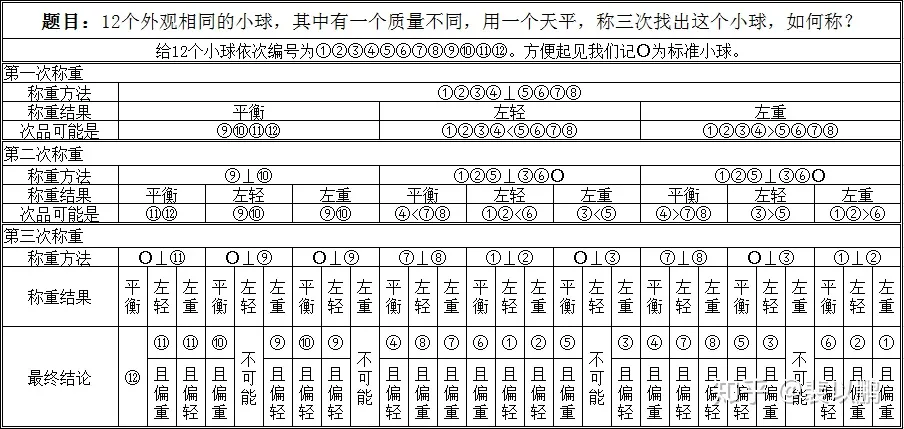 题目：12个外观相同的小球，其中有一个质量不同，用一个天平，称三次找出这个小球，如何称？
给12个小球依次编号为①②③④⑤⑥⑦⑧⑨⑩⑪⑫。方便起见我们记O为标准小球。
第一次称重
称重方法 ①②③④⊥⑤⑥⑦⑧
称重结果 平衡 左轻 左重
次品可能是 ⑨⑩⑪⑫ ①②③④<⑤⑥⑦⑧ ①②③④>⑤⑥⑦⑧
第二次称重
称重方法 ⑨⊥⑩ ①②⑤⊥③⑥O ①②⑤⊥③⑥O
称重结果 平衡 左轻 左重 平衡 左轻 左重 平衡 左轻 左重
次品可能是 ⑪⑫ ⑨⑩ ⑨⑩ ④<⑦⑧ ①②<⑥ ③<⑤ ④>⑦⑧ ③>⑤ ①②>⑥
第三次称重
称重方法 O⊥⑪ O⊥⑨ O⊥⑨ ⑦⊥⑧ ①⊥② O⊥③ ⑦⊥⑧ O⊥③ ①⊥②
称重结果 平衡 左轻 左重 平衡 左轻 左重 平衡 左轻 左重 平衡 左轻 左重 平衡 左轻 左重 平衡 左轻 左重 平衡 左轻 左重 平衡 左轻 左重 平衡 左轻 左重
最终结论 ⑫ ⑪且偏重 ⑪且偏轻 ⑩且偏重 不可能 ⑨且偏轻 ⑩且偏轻 ⑨且偏重 不可能 ④且偏轻 ⑧且偏重 ⑦且偏重 ⑥且偏重 ①且偏轻 ②且偏轻 ⑤且偏重 不可能 ③且偏轻 ④且偏重 ⑦且偏轻 ⑧且偏轻 ⑤且偏轻 ③且偏重 不可能 ⑥且偏轻 ②且偏重 ①且偏重
知乎